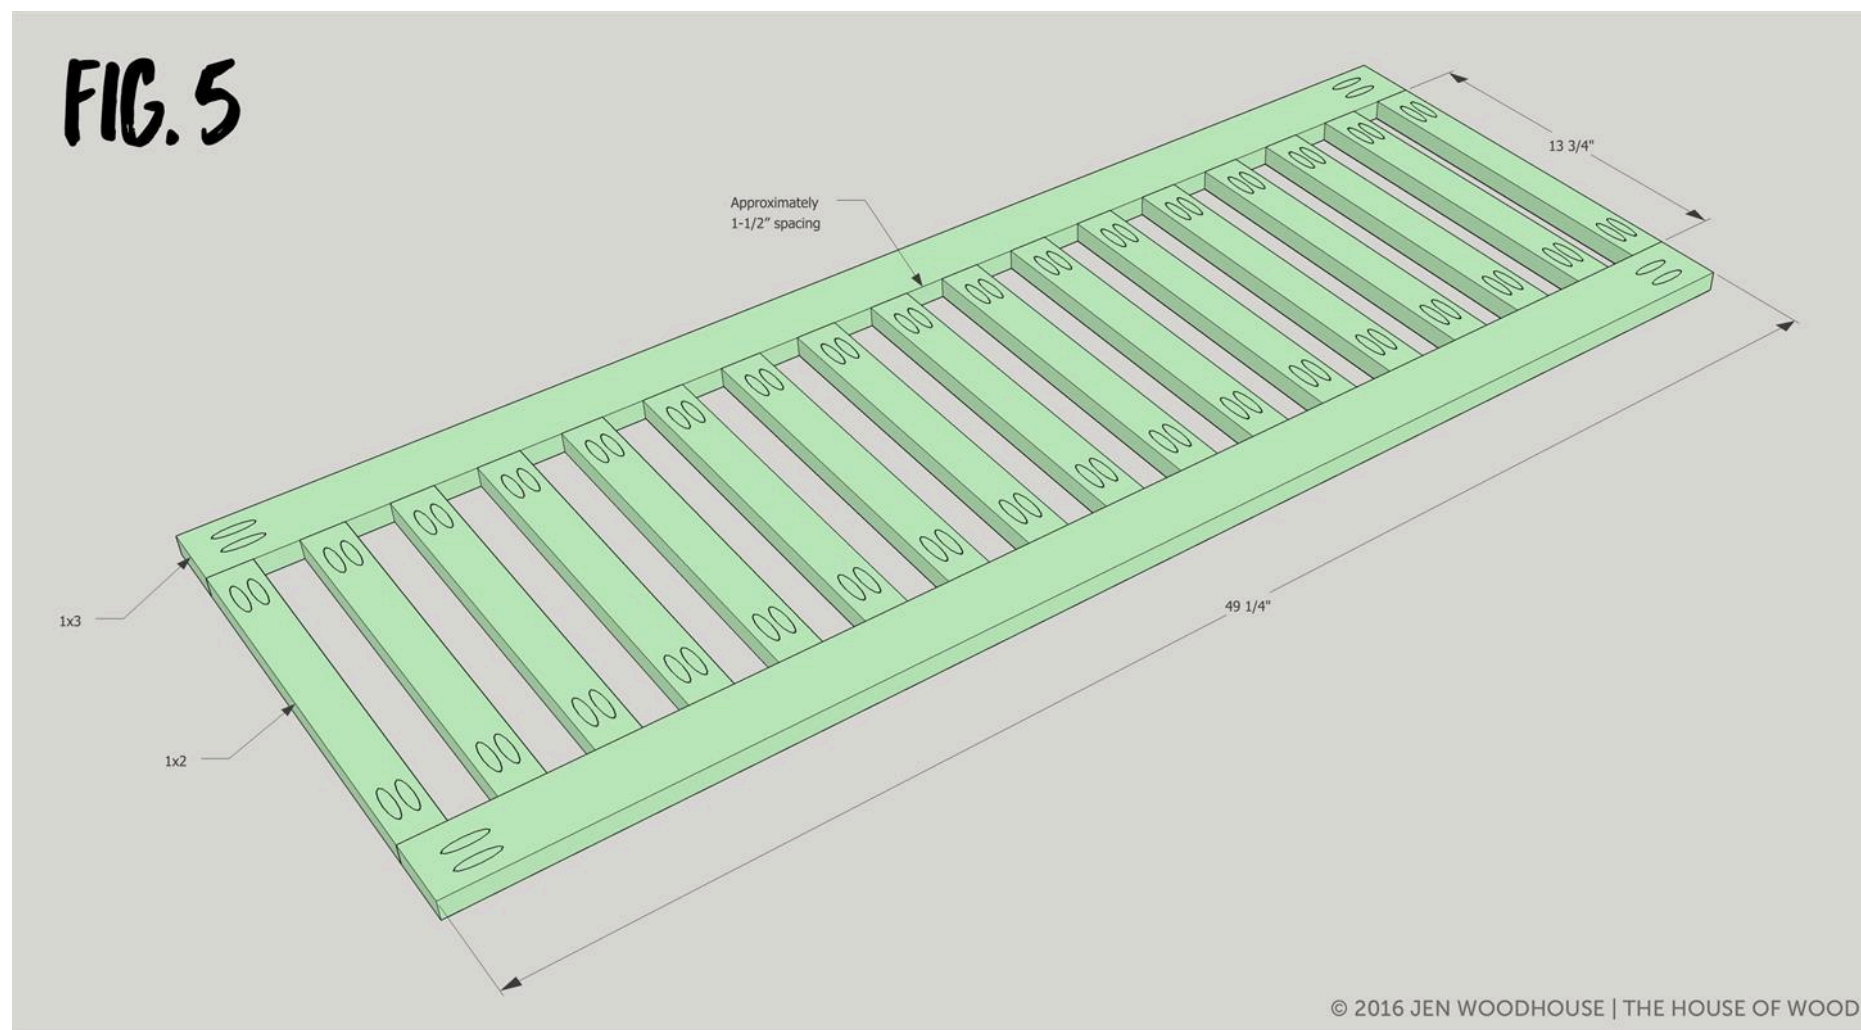 FIG. 5
13 3/4"
Approximately
1-1/2" spacing
1x3
49 1/4"
1x2
© 2016 JEN WOODHOUSE | THE HOUSE OF WOOD